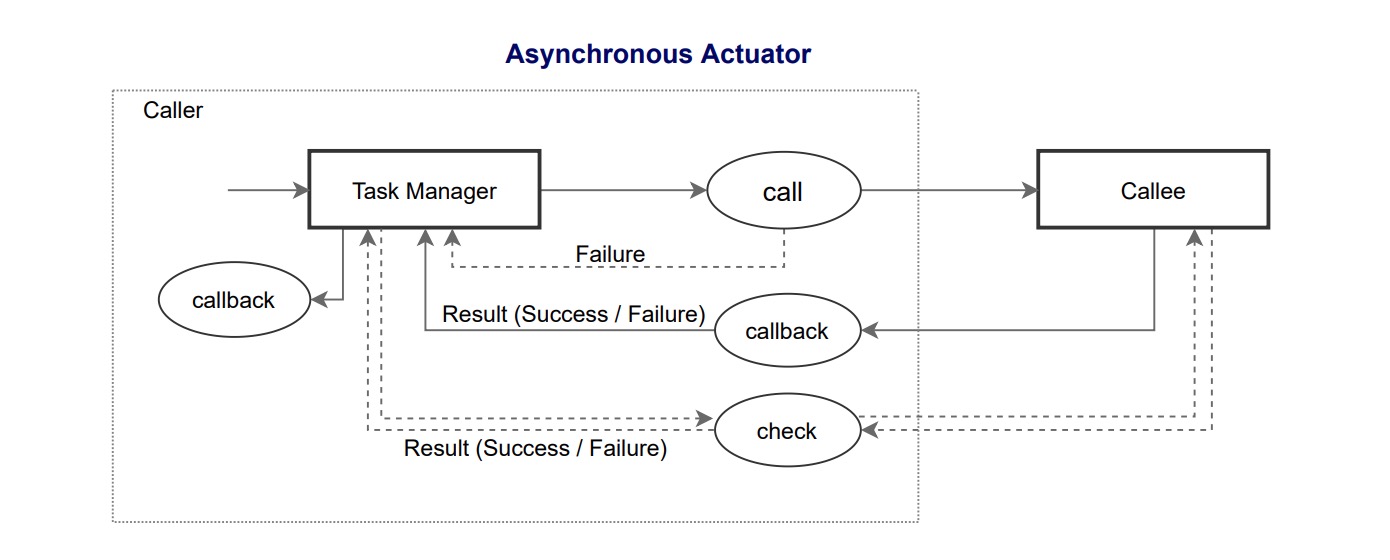 Asynchronous Actuator
Caller
Task Manager
call
Callee
Failure
callback
Result (Success / Failure)
callback
check
Result (Success / Failure)